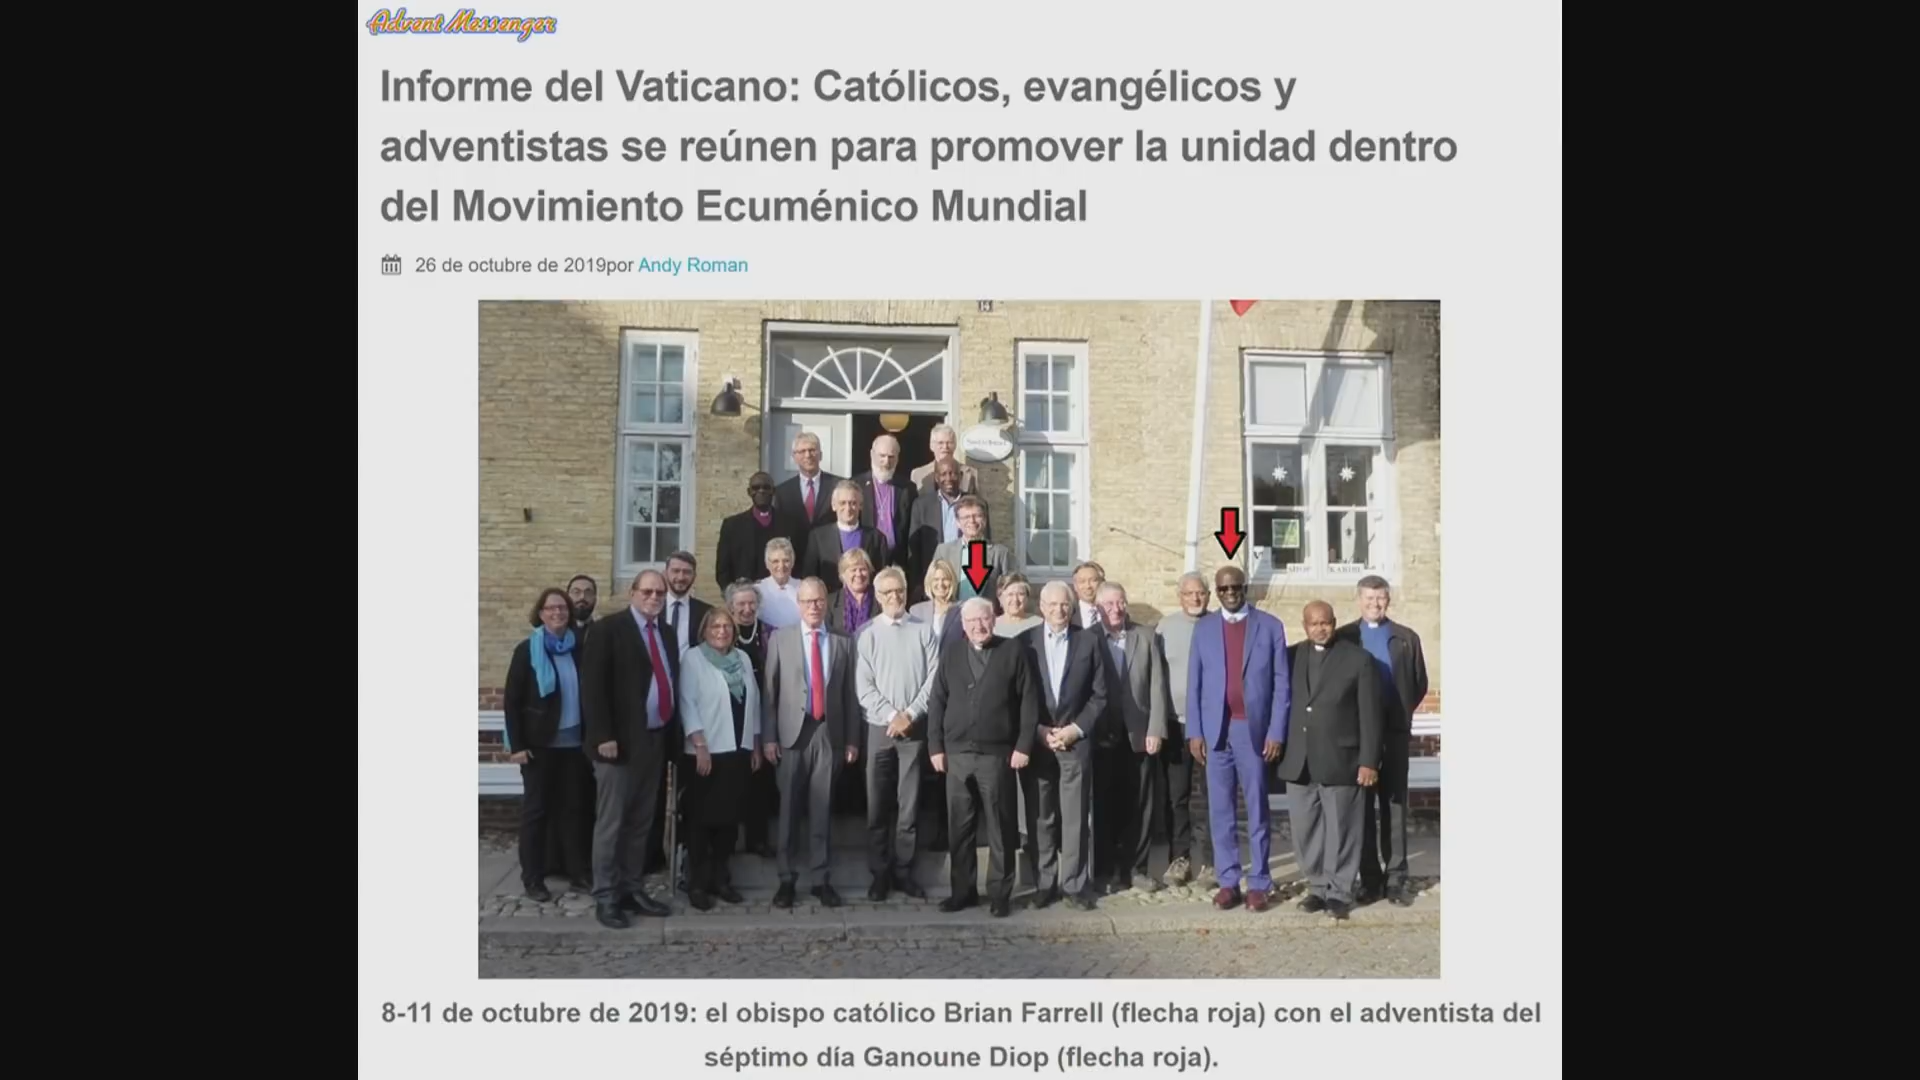 Advent Messenger
Informe del Vaticano: Católicos, evangélicos y
adventistas se reúnen para promover la unidad dentro
del Movimiento Ecuménico Mundial
26 de octubre de 2019por Andy Roman
14
8-11 de octubre de 2019: el obispo católico Brian Farrell (flecha roja) con el adventista del
séptimo día Ganoune Diop (flecha roja).